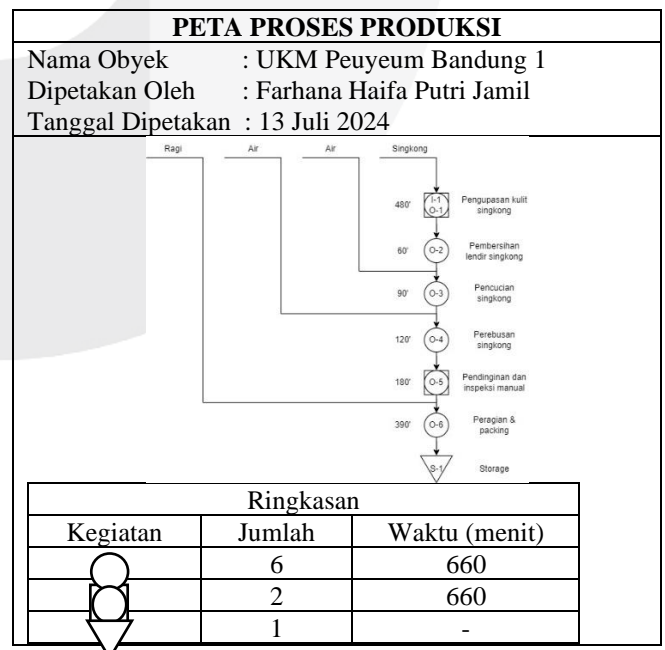 PETA PROSES PRODUKSI
Nama Obyek : UKM Peuyeum Bandung 1
Dipetakan Oleh : Farhana Haifa Putri Jamil
Tanggal Dipetakan : 13 Juli 2024
Ragi Air Air Singkong
480' I-1 O-1 Pengupasan kulit
singkong
60' O-2 Pembersihan
lendir singkong
90' O-3 Pencucian
singkong
120' O-4 Perebusan
singkong
180' O-5 Pendinginan dan
inspeksi manual
390' O-6 Peragian &
packing
S-1 Storage
Ringkasan
Kegiatan Jumlah Waktu (menit)
6 660
2 660
1 -